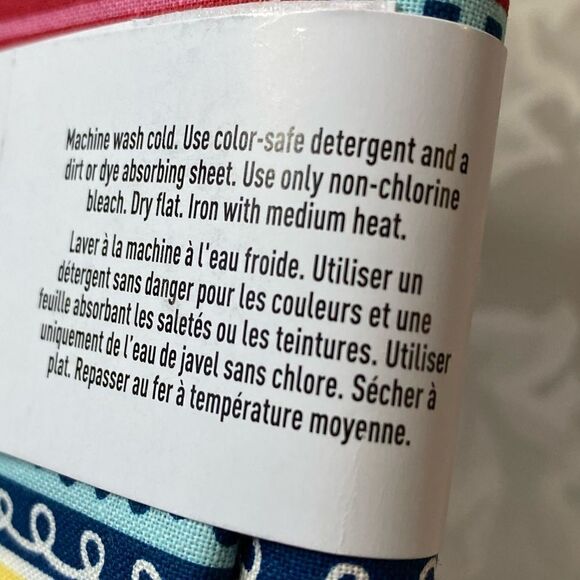 Machine wash cold. Use color-safe detergent and a
dirt or dye absorbing sheet. Use only non-chlorine
bleach. Dry flat. Iron with medium heat.
Laver à la machine à l'eau froide. Utiliser un
détergent sans danger pour les couleurs et une
feuille absorbant les saletés ou les teintures. Utiliser
uniquement de l'eau de javel sans chlore. Sécher à
plat. Repasser au fer à température moyenne.